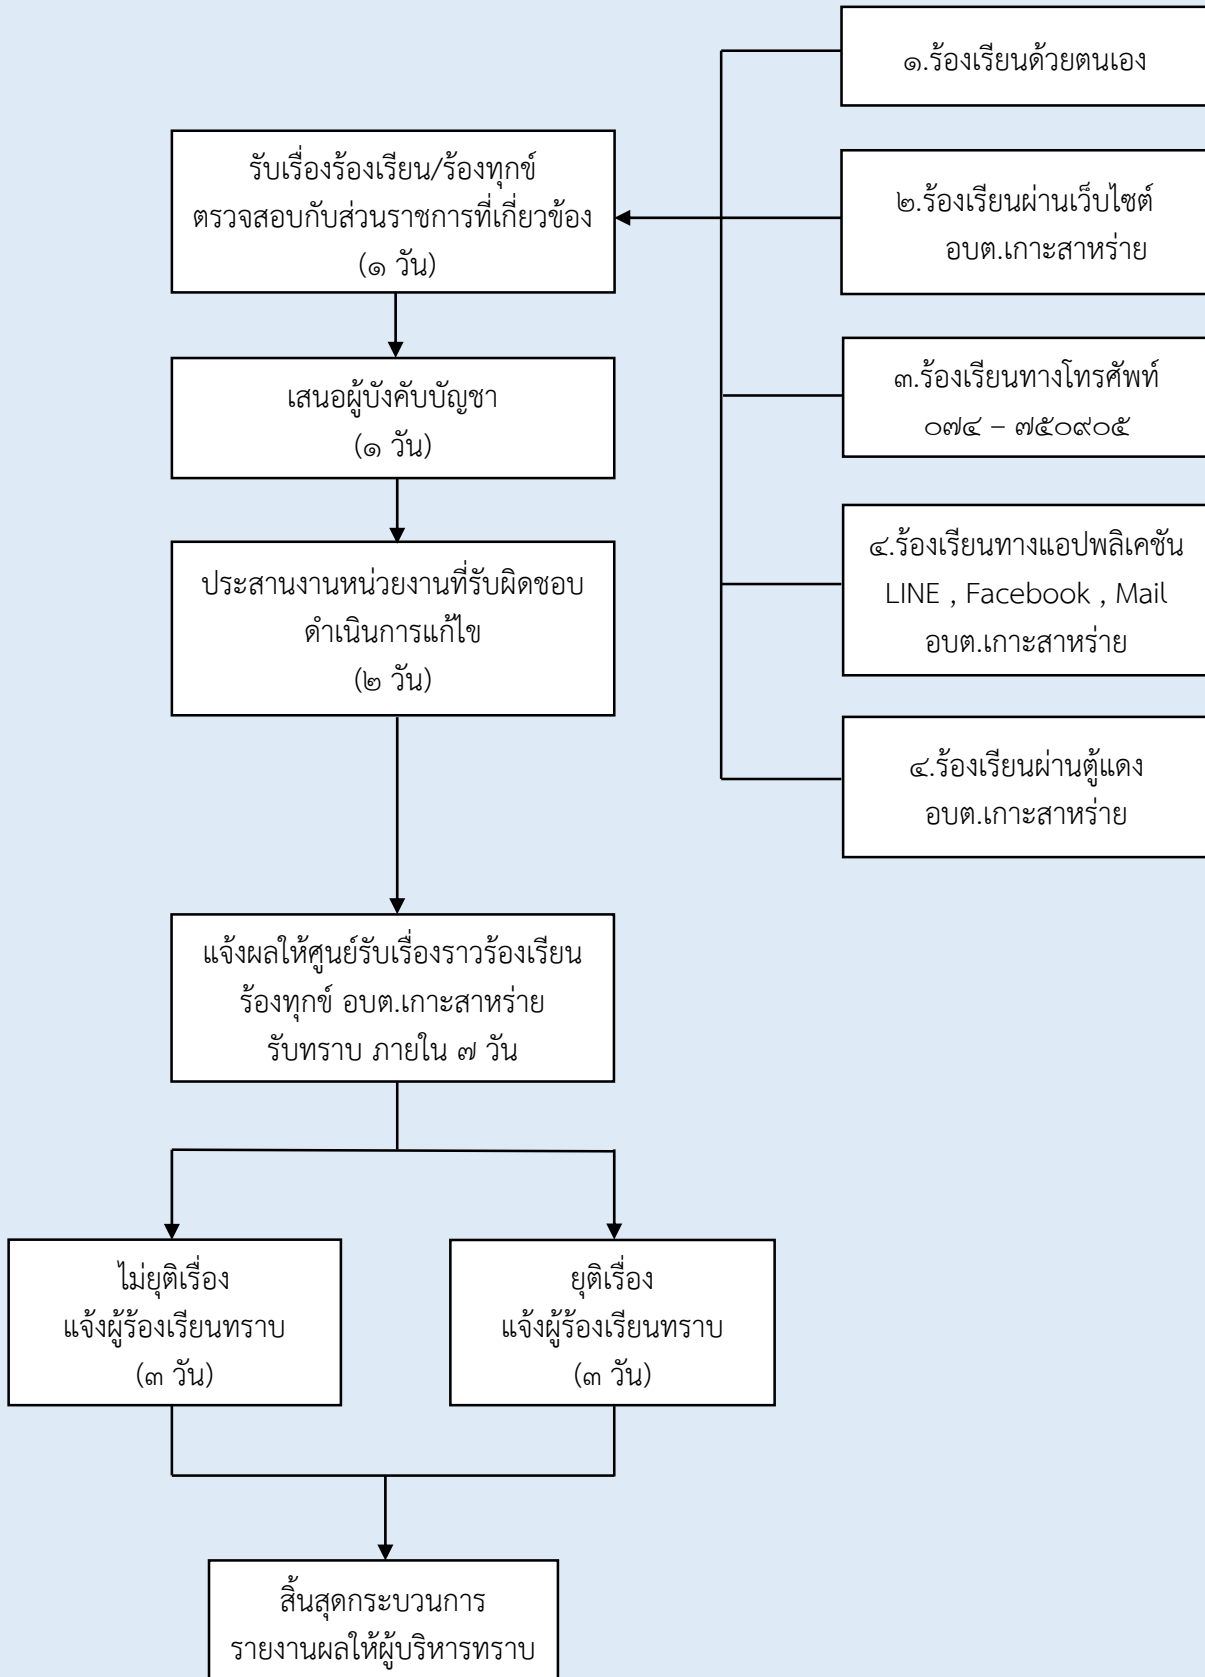 ๑.ร้องเรียนด้วยตนเอง
รับเรื่องร้องเรียน/ร้องทุกข์
ตรวจสอบกับส่วนราชการที่เกี่ยวข้อง
(๑ วัน)
๒.ร้องเรียนผ่านเว็บไซต์
อบต.เกาะสาหร่าย
เสนอผู้บังคับบัญชา
(๑ วัน)
๓.ร้องเรียนทางโทรศัพท์
๐๗๔ – ๗๕๐๙๐๕
ประสานงานหน่วยงานที่รับผิดชอบ
ดำเนินการแก้ไข
(๒ วัน)
๔.ร้องเรียนทางแอปพลิเคชัน
LINE , Facebook , Mail
อบต.เกาะสาหร่าย
๔.ร้องเรียนผ่านตู้แดง
อบต.เกาะสาหร่าย
แจ้งผลให้ศูนย์รับเรื่องราวร้องเรียน
ร้องทุกข์ อบต.เกาะสาหร่าย
รับทราบ ภายใน ๗ วัน
ไม่ยุติเรื่อง
แจ้งผู้ร้องเรียนทราบ
(๓ วัน)
ยุติเรื่อง
แจ้งผู้ร้องเรียนทราบ
(๓ วัน)
สิ้นสุดกระบวนการ
รายงานผลให้ผู้บริหารทราบ